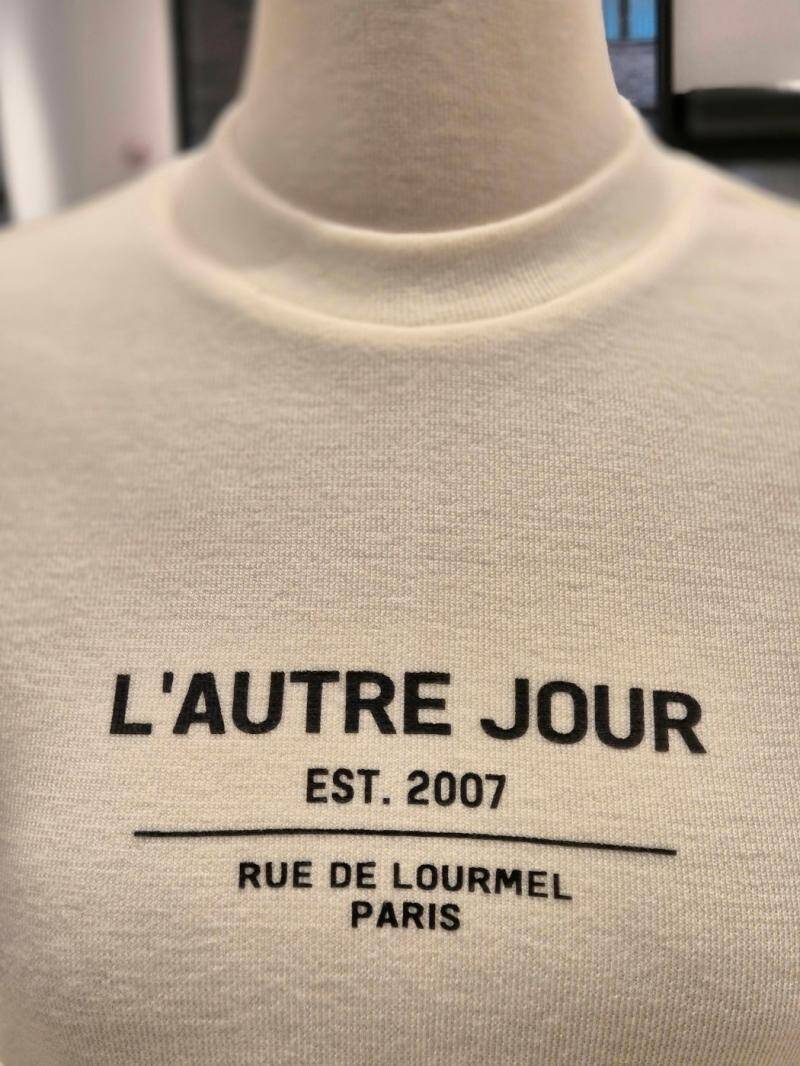 L'AUTRE JOUR
EST. 2007
RUE DE LOURMEL
PARIS